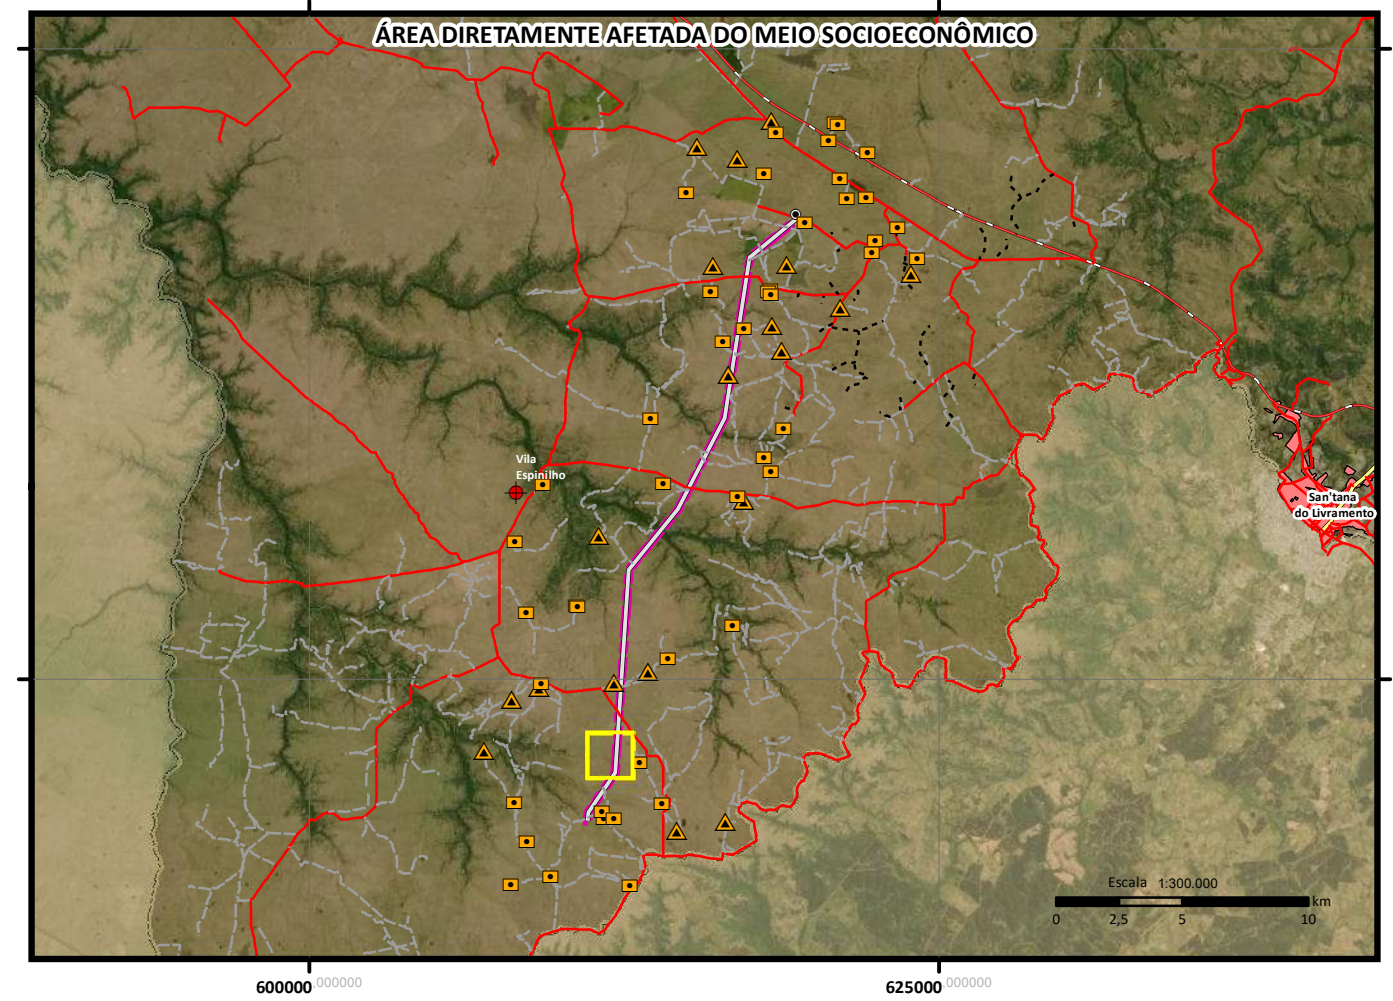 ÁREA DIRETAMENTE AFETADA DO MEIO SOCIOECONÔMICO
Vila
Espinilho
San'tana
do Livramento
Escala 1:300.000
km
0 2,5 5 10
600000,000000 625000,000000